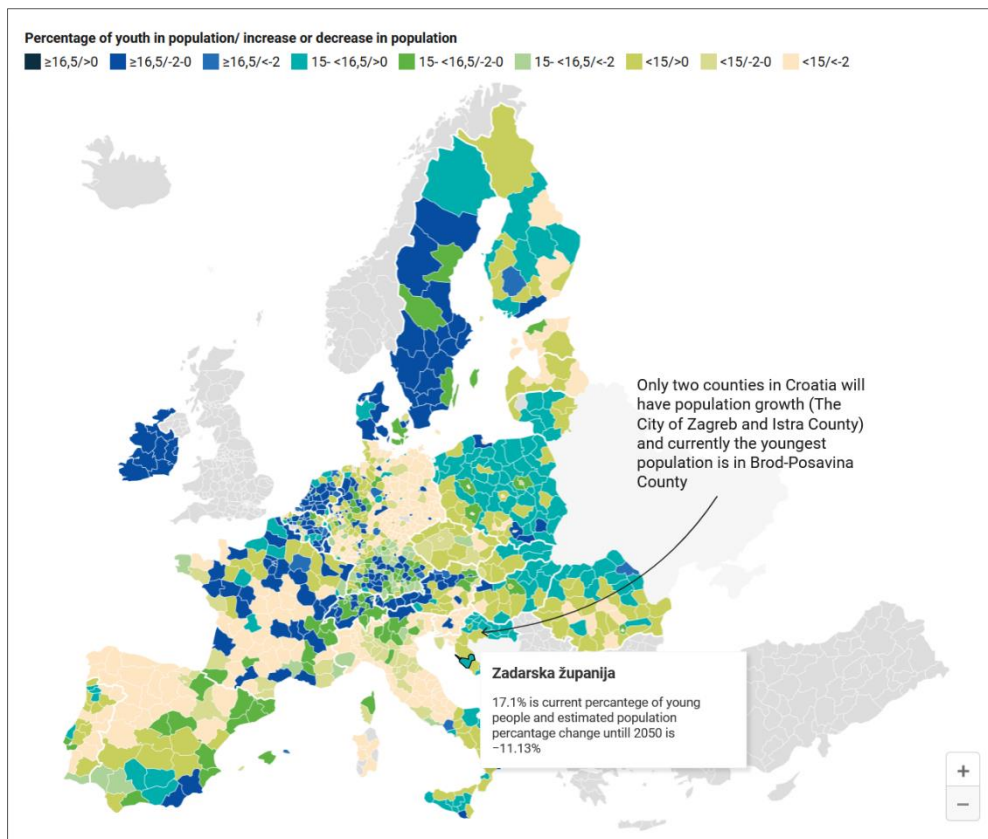 Percentage of youth in population/ increase or decrease in population
≥16,5/>0 ≥16,5/-2-0 ≥16,5/<-2 15- <16,5/>0 15- <16,5/-2-0 15- <16,5/<-2 <15/>0 <15/-2-0 <15/<-2
Only two counties in Croatia will
have population growth (The
City of Zagreb and Istra County)
and currently the youngest
population is in Brod-Posavina
County
Zadarska županija
17.1% is current percentege of young
people and estimated population
percentage change untill 2050 is
−11.13%
+
−